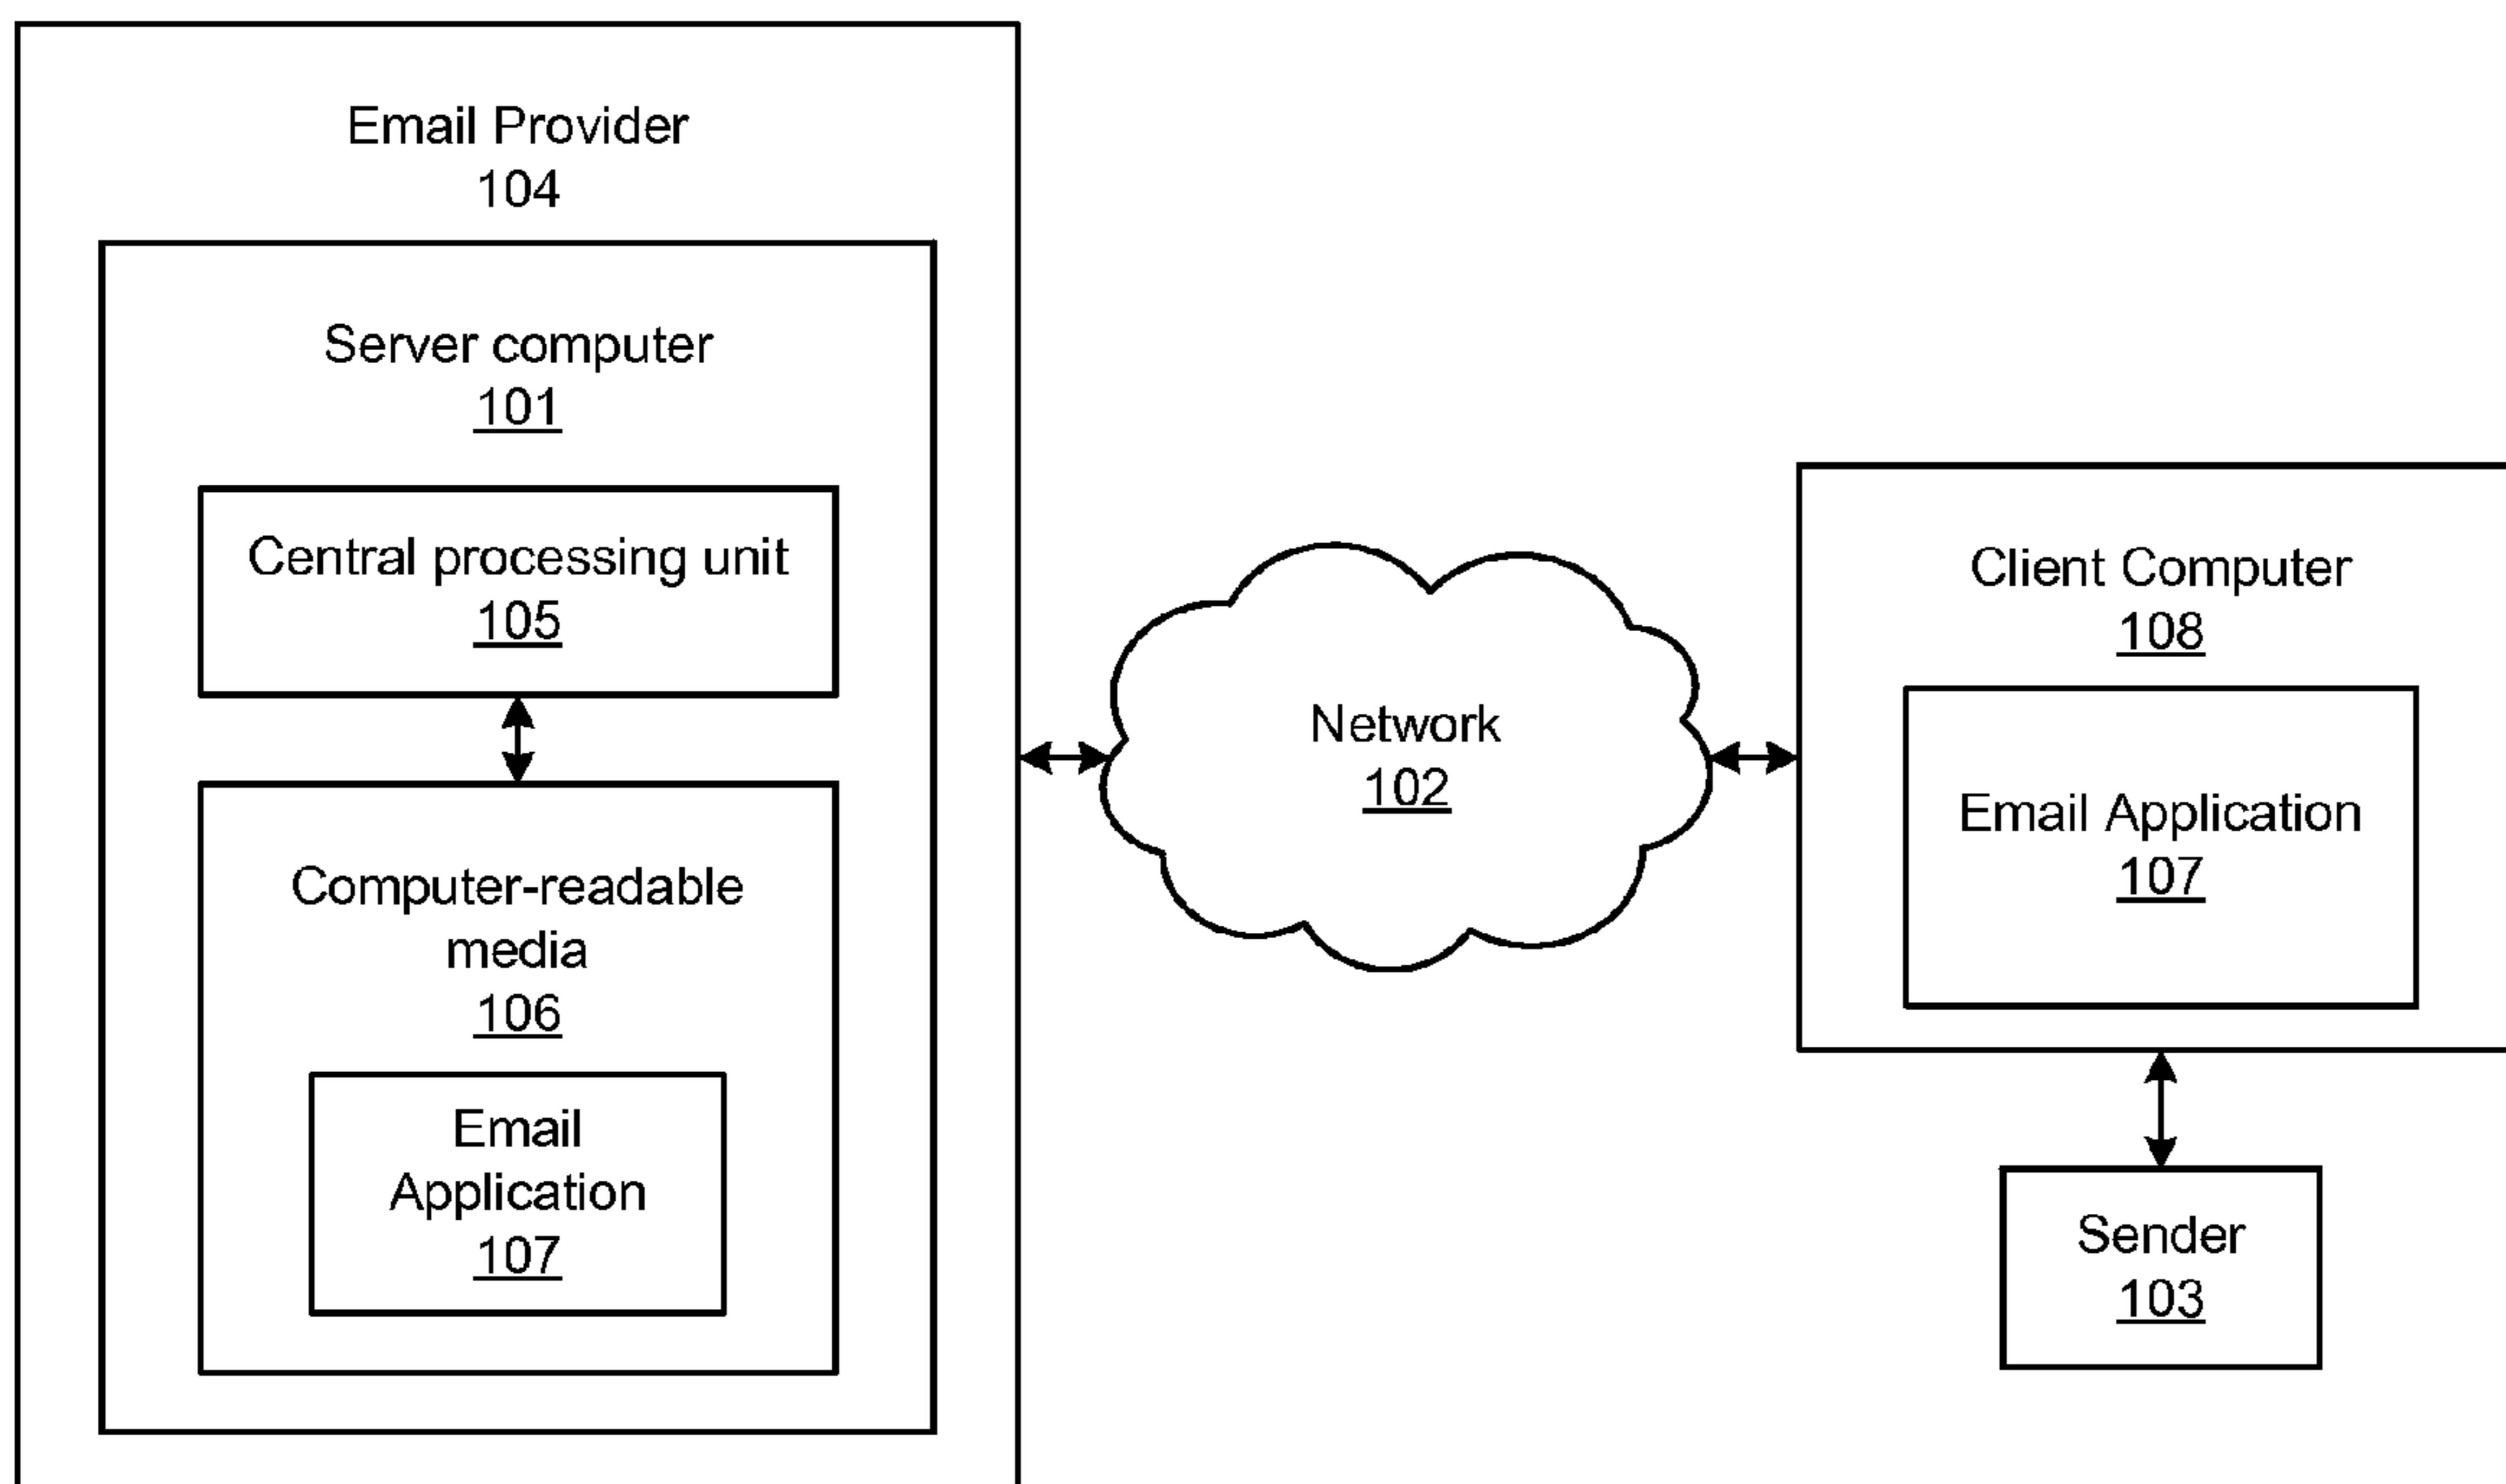 Email Provider
104
Server computer
101
Central processing unit
105
Computer-readable
media
106
Email
Application
107
Network
102
Client Computer
108
Email Application
107
Sender
103